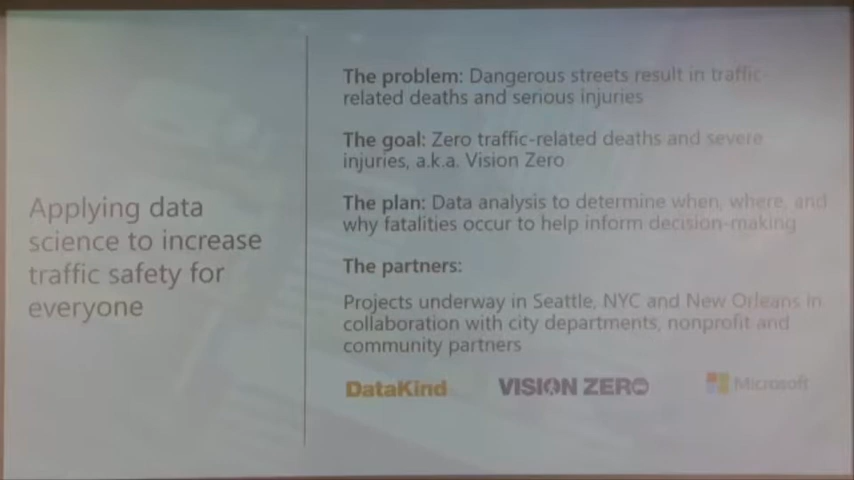 Applying data
science to increase
traffic safety for
everyone
The problem: Dangerous streets result in traffic-
related deaths and serious injuries
The goal: Zero traffic-related deaths and severe
injuries, a.k.a. Vision Zero
The plan: Data analysis to determine when, where, and
why fatalities occur to help inform decision-making
The partners:
Projects underway in Seattle, NYC and New Orleans in
collaboration with city departments, nonprofit and
community partners
DataKind
VISION ZERO
Microsoft